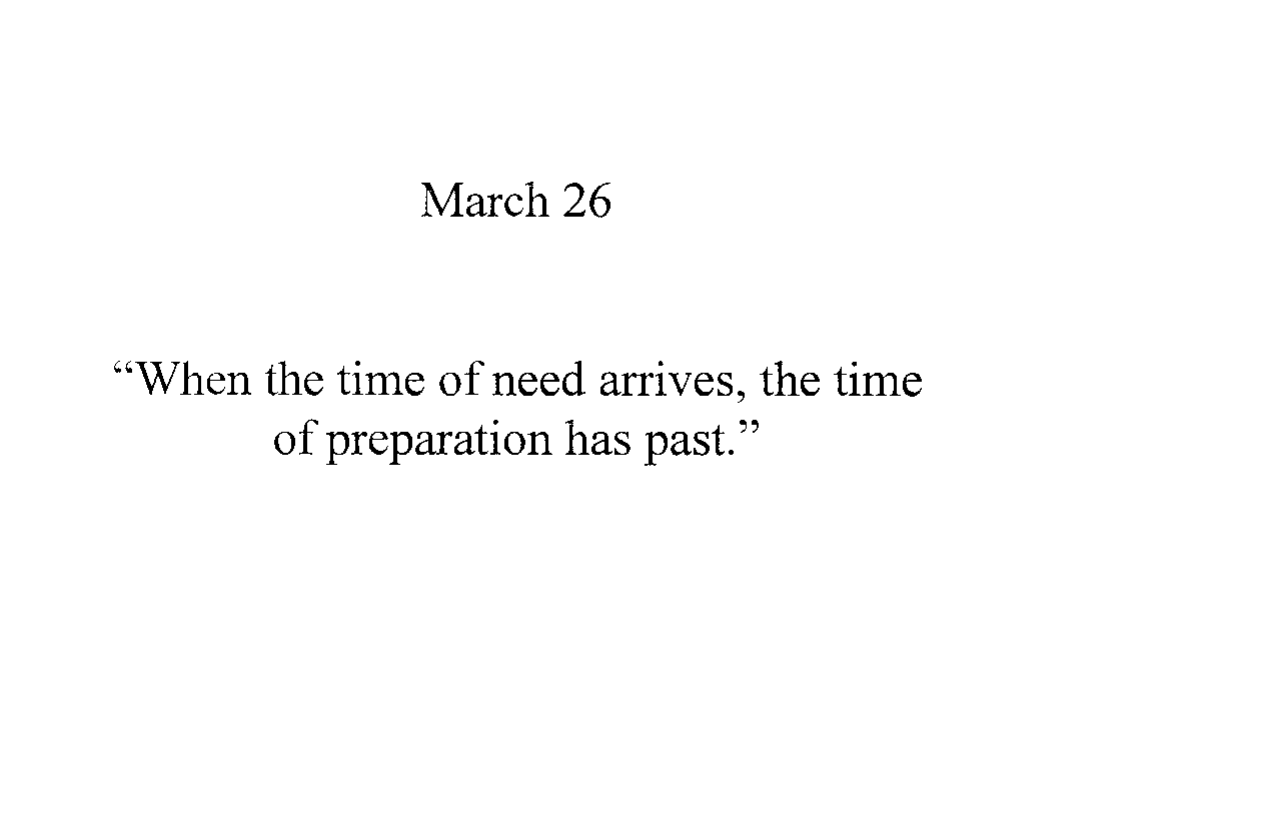 March 26
“When the time of need arrives, the time
of preparation has past.”